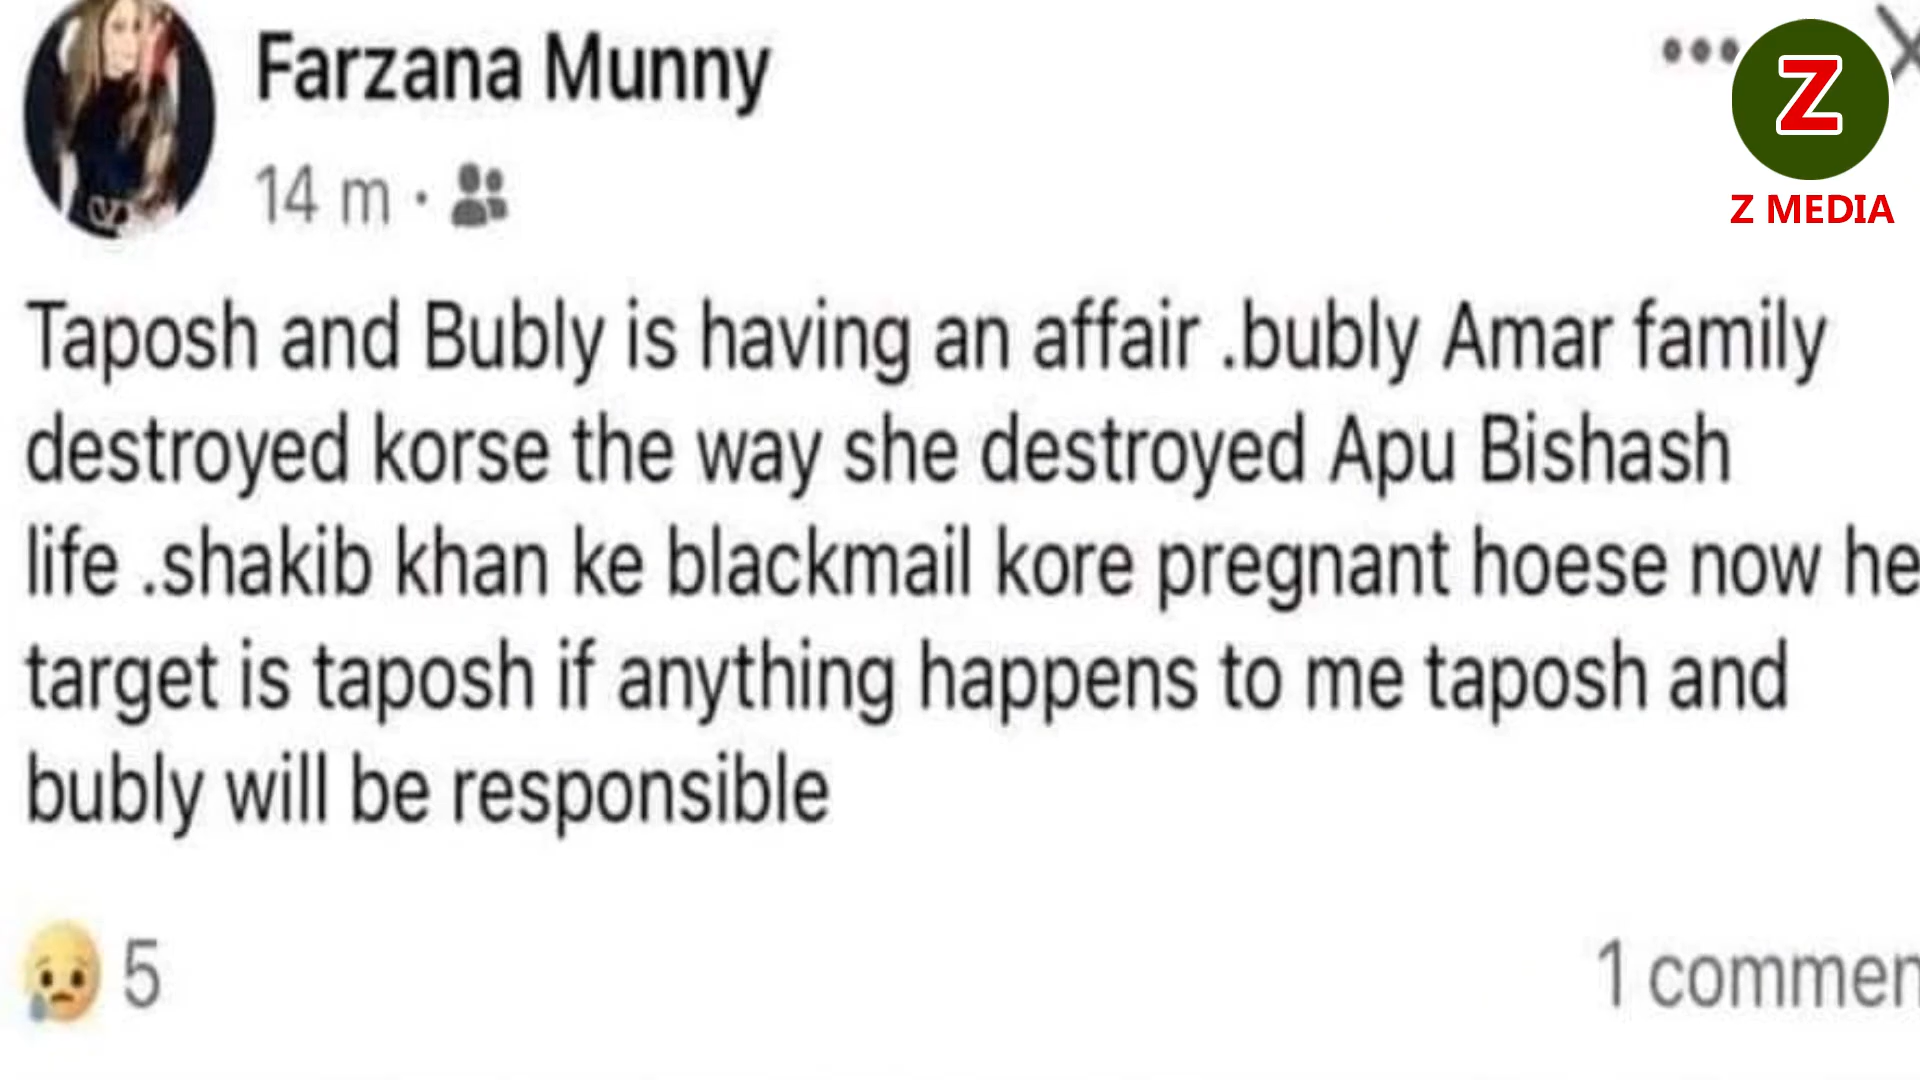 Farzana Munny
14 m ·
Z
Z MEDIA
Taposh and Bubly is having an affair .bubly Amar family
destroyed korse the way she destroyed Apu Bishash
life .shakib khan ke blackmail kore pregnant hoese now he
target is taposh if anything happens to me taposh and
bubly will be responsible
5
1 commen